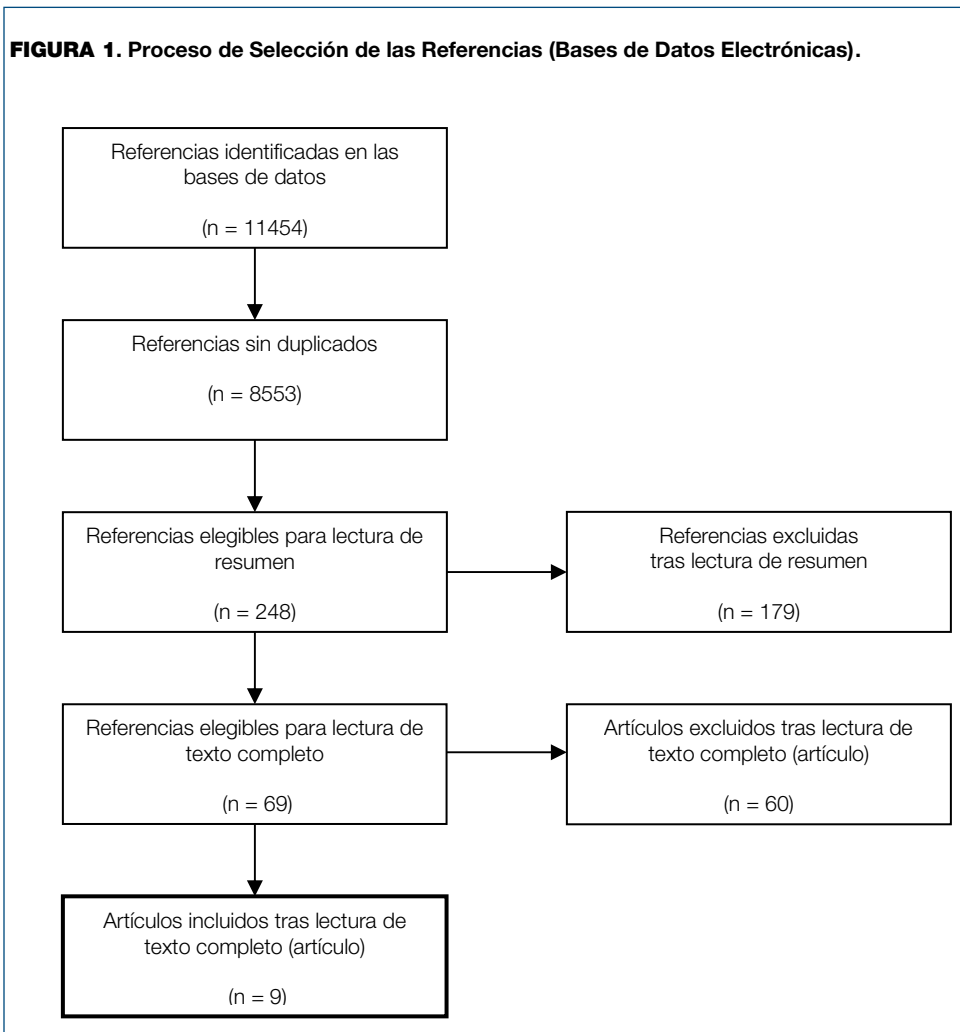 FIGURA 1. Proceso de Selección de las Referencias (Bases de Datos Electrónicas).
Referencias identificadas en las
bases de datos
(n = 11454)
Referencias sin duplicados
(n = 8553)
Referencias elegibles para lectura de
resumen
(n = 248)
Referencias excluidas
tras lectura de resumen
(n = 179)
Referencias elegibles para lectura de
texto completo
(n = 69)
Artículos excluidos tras lectura de
texto completo (artículo)
(n = 60)
Artículos incluidos tras lectura de
texto completo (artículo)
(n = 9)